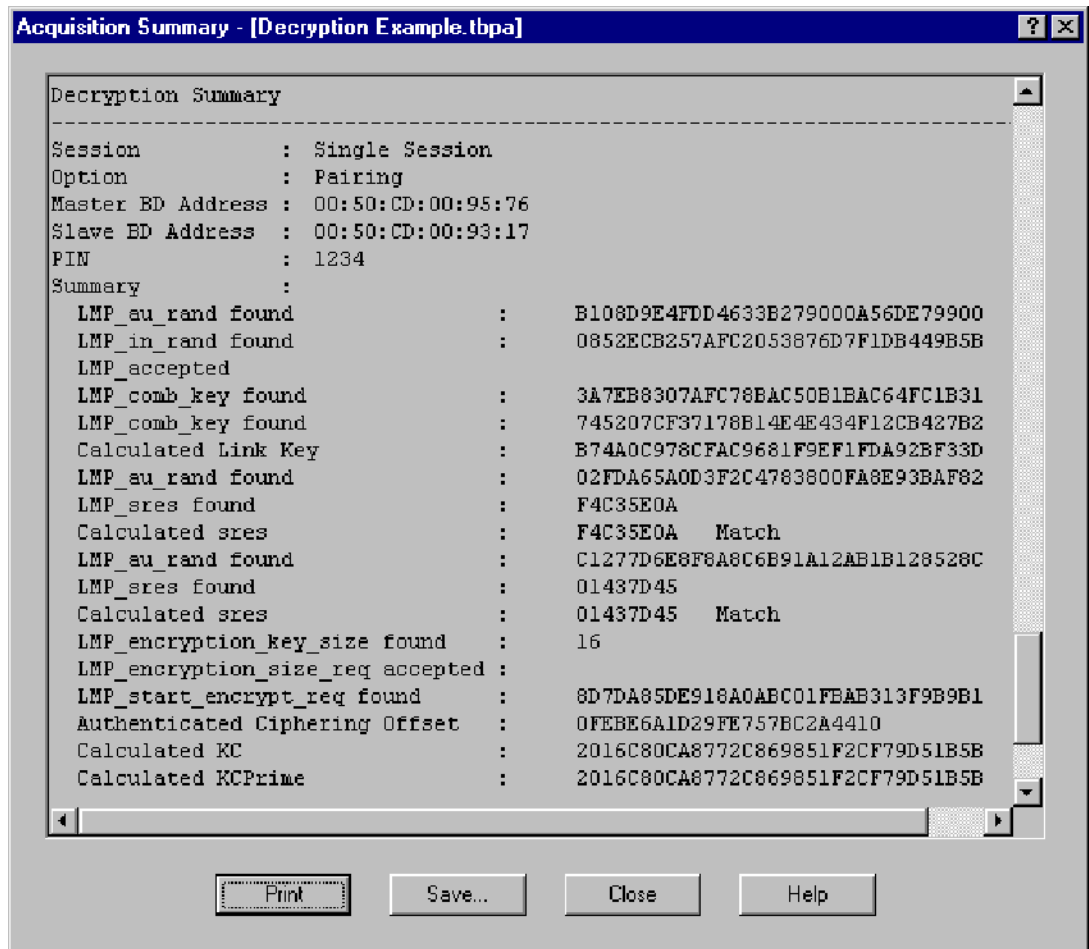 Acquisition Summary - [Decryption Example.tbpa]
Decryption Summary
--------------------------------------------------------------------------------
Session : Single Session
Option : Pairing
Master BD Address : 00:50:CD:00:95:76
Slave BD Address : 00:50:CD:00:93:17
PIN : 1234
Summary :
LMP_au_rand found : B108D9E4FDD4633B279000A56DE79900
LMP_in_rand found : 0852ECB257AFC2053876D7F1DB449B5B
LMP_accepted
LMP_comb_key found : 3A7EB8307AFC78BAC50B1BAC64FC1B31
LMP_comb_key found : 745207CF37178B14E4E434F12CB427B2
Calculated Link Key : B74A0C978CFAC9681F9EF1FDA92BF33D
LMP_au_rand found : 02FDA65A0D3F2C4783800FA8E93BAF82
LMP_sres found : F4C35E0A
Calculated sres : F4C35E0A Match
LMP_au_rand found : C1277D6E8F8A8C6B91A12AB1B128528C
LMP_sres found : 01437D45
Calculated sres : 01437D45 Match
LMP_encryption_key_size found : 16
LMP_encryption_size_req accepted :
LMP_start_encrypt_req found : 8D7DA85DE918A0ABC01FBAB313F9B9B1
Authenticated Ciphering Offset : 0FEBE6A1D29FE757BC2A4410
Calculated KC : 2016C80CA8772C869851F2CF79D51B5B
Calculated KCPrime : 2016C80CA8772C869851F2CF79D51B5B
Print Save... Close Help